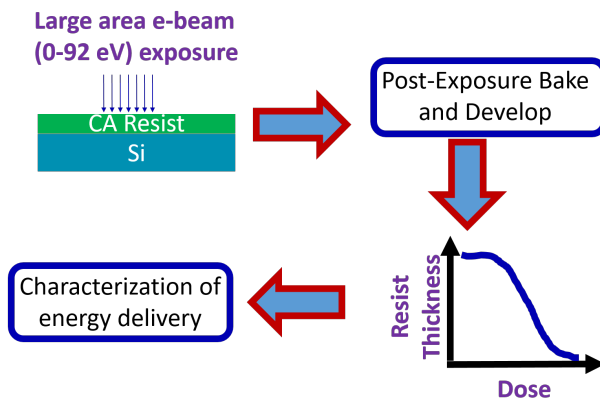 Large area e-beam
(0-92 eV) exposure
CA Resist
Si
Post-Exposure Bake
and Develop
Resist
Thickness
Dose
Characterization of
energy delivery